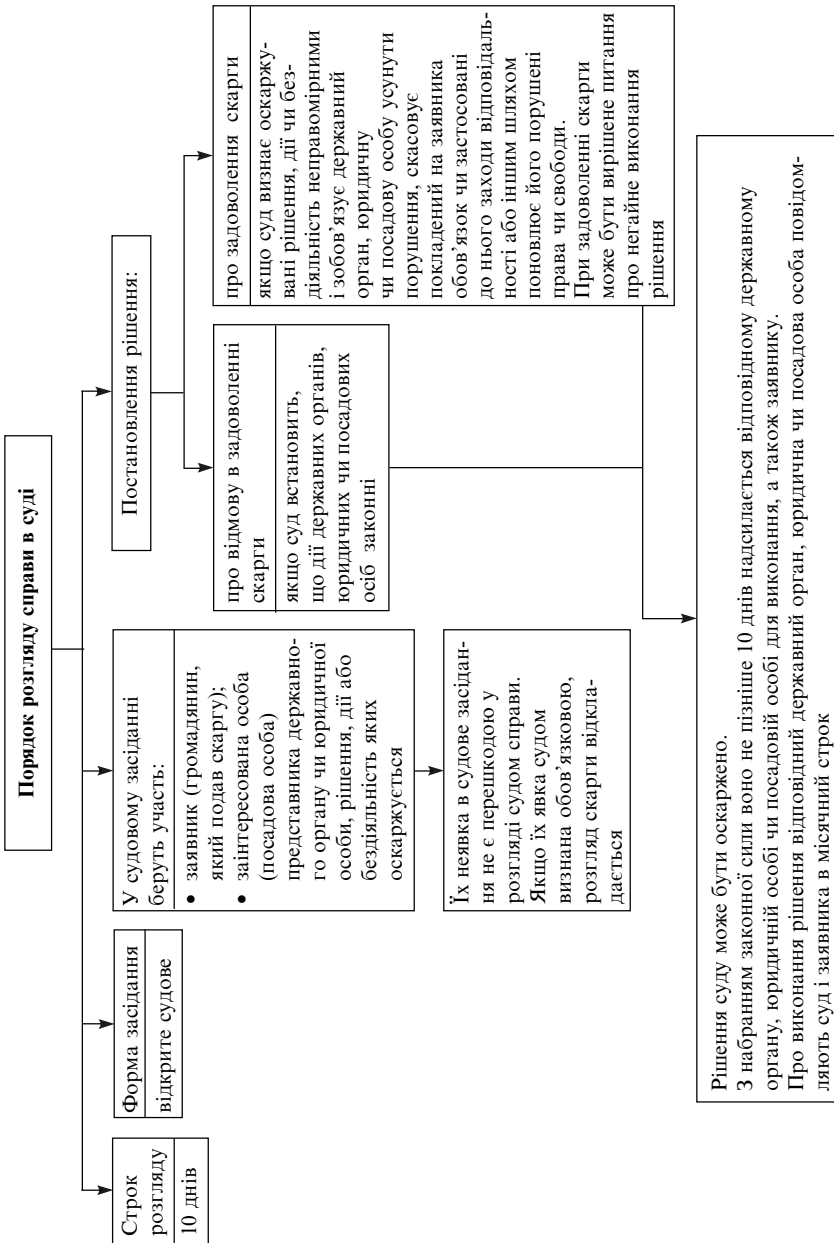 Порядок розгляду справи в суді
Строк
розгляду
10 днів
Форма засідання
відкрите судове
У судовому засіданні
беруть участь:
• заявник (громадянин,
який подав скаргу);
• заінтересована особа
(посадова особа)
представника державно-
го органу чи юридичної
особи, рішення, дії або
бездіяльність яких
оскаржується
Їх неявка в судове засідан-
ня не є перешкодою у
розгляді судом справи.
Якщо їх явка судом
визнана обов’язковою,
розгляд скарги відкла-
дається
Постановлення рішення:
про відмову в задоволенні
скарги
якщо суд встановить,
що дії державних органів,
юридичних чи посадових
осіб законні
про задоволення скарги
якщо суд визнає оскаржу-
вані рішення, дії чи без-
діяльність неправомірними
і зобов’язує державний
орган, юридичну
чи посадову особу усунути
порушення, скасовує
покладений на заявника
обов’язок чи застосовані
до нього заходи відповідаль-
ності або іншим шляхом
поновлює його порушені
права чи свободи.
При задоволенні скарги
може бути вирішене питання
про негайне виконання
рішення
Рішення суду може бути оскаржено.
З набранням законної сили воно не пізніше 10 днів надсилається відповідному державному
органу, юридичній особі чи посадовій особі для виконання, а також заявнику.
Про виконання рішення відповідний державний орган, юридична чи посадова особа повідом-
ляють суд і заявника в місячний строк